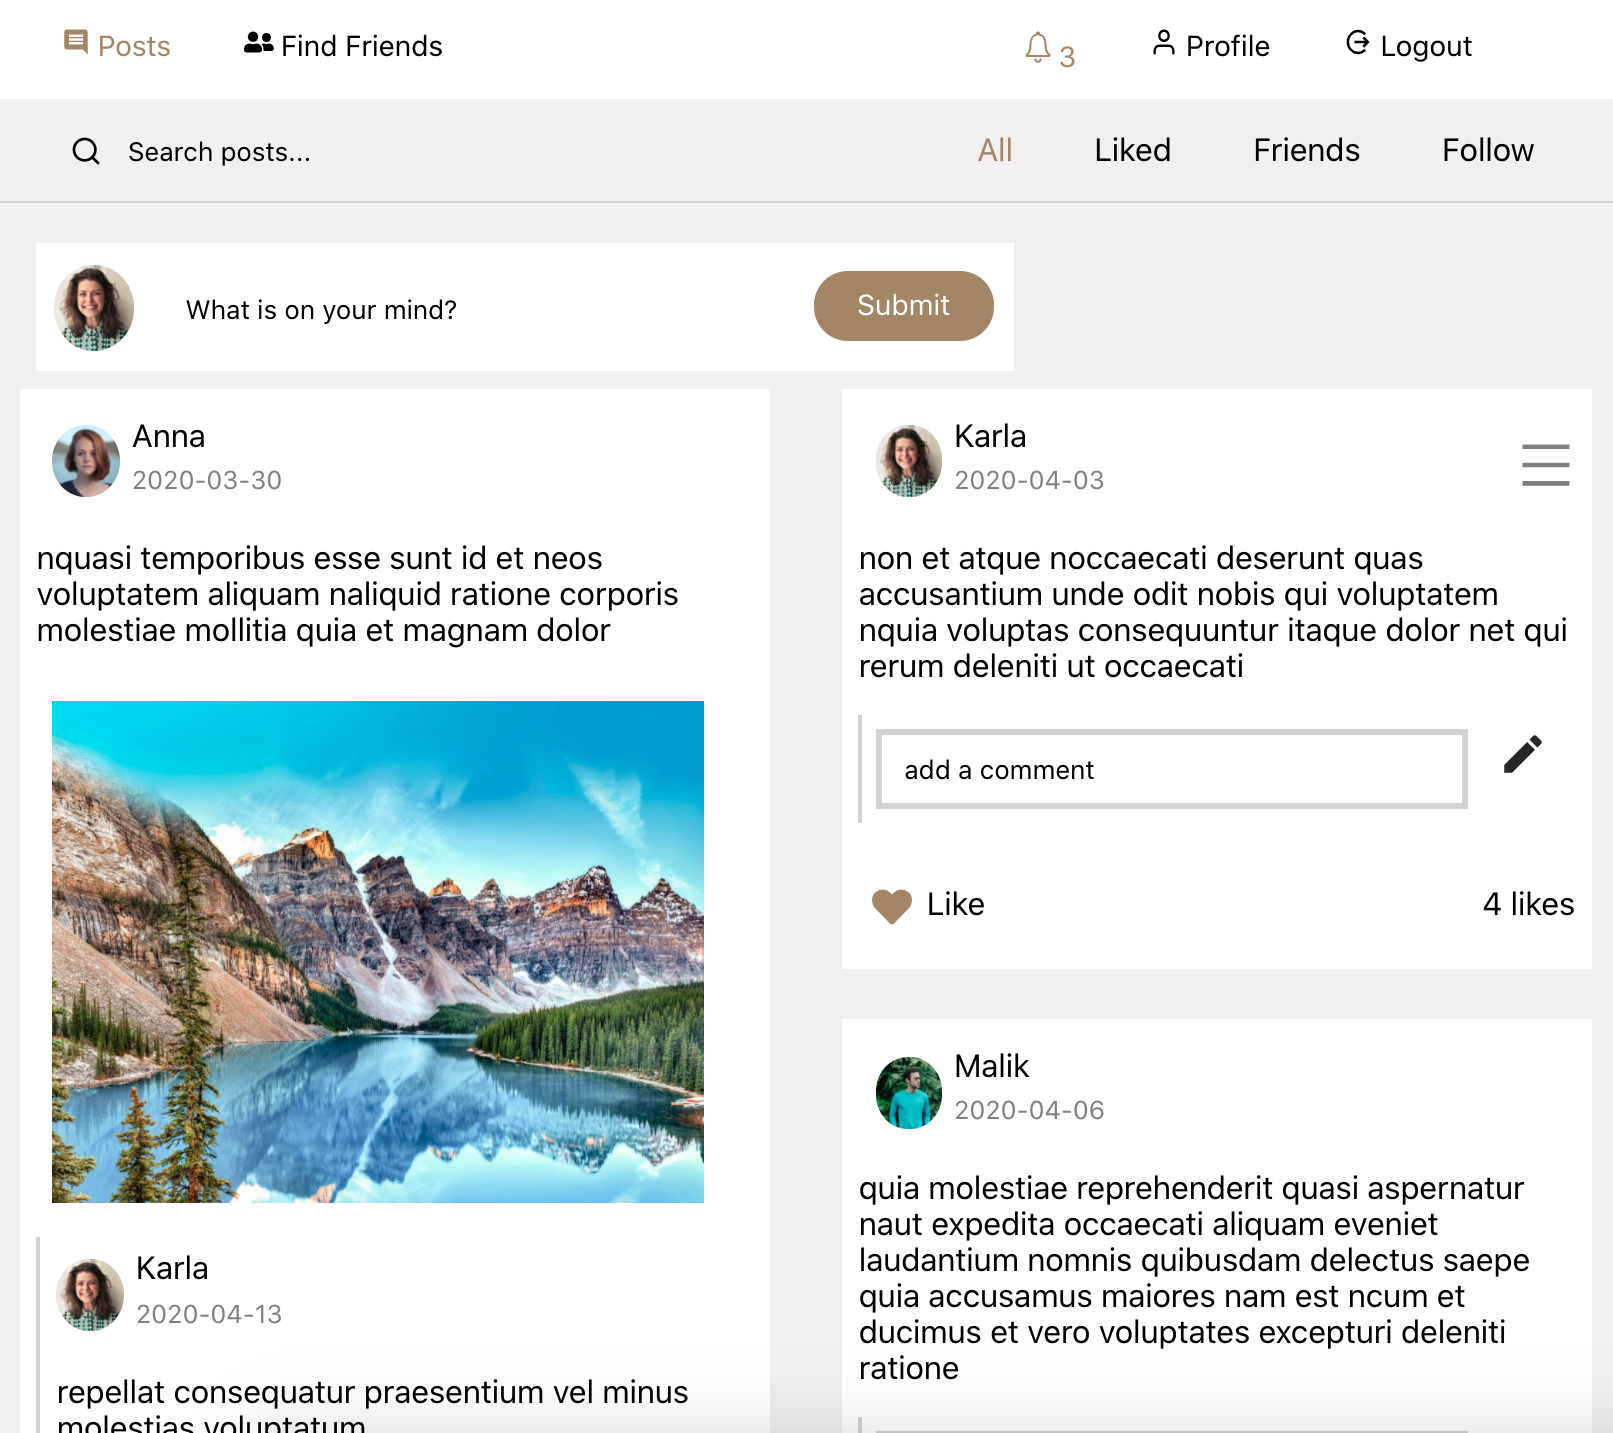 Posts
Find Friends
3
Profile
Logout
Search posts...
All
Liked
Friends
Follow
What is on your mind?
Submit
Anna
2020-03-30
nquasi temporibus esse sunt id et neos
voluptatem aliquam naliquid ratione corporis
molestiae mollitia quia et magnam dolor
Karla
2020-04-13
repellat consequatur praesentium vel minus
molestias voluptatum
Karla
2020-04-03
non et atque noccaecati deserunt quas
accusantium unde odit nobis qui voluptatem
nquia voluptas consequuntur itaque dolor net qui
rerum deleniti ut occaecati
add a comment
Like
4 likes
Malik
2020-04-06
quia molestiae reprehenderit quasi aspernatur
naut expedita occaecati aliquam eveniet
laudantium nomnis quibusdam delectus saepe
quia accusamus maiores nam est ncum et
ducimus et vero voluptates excepturi deleniti
ratione